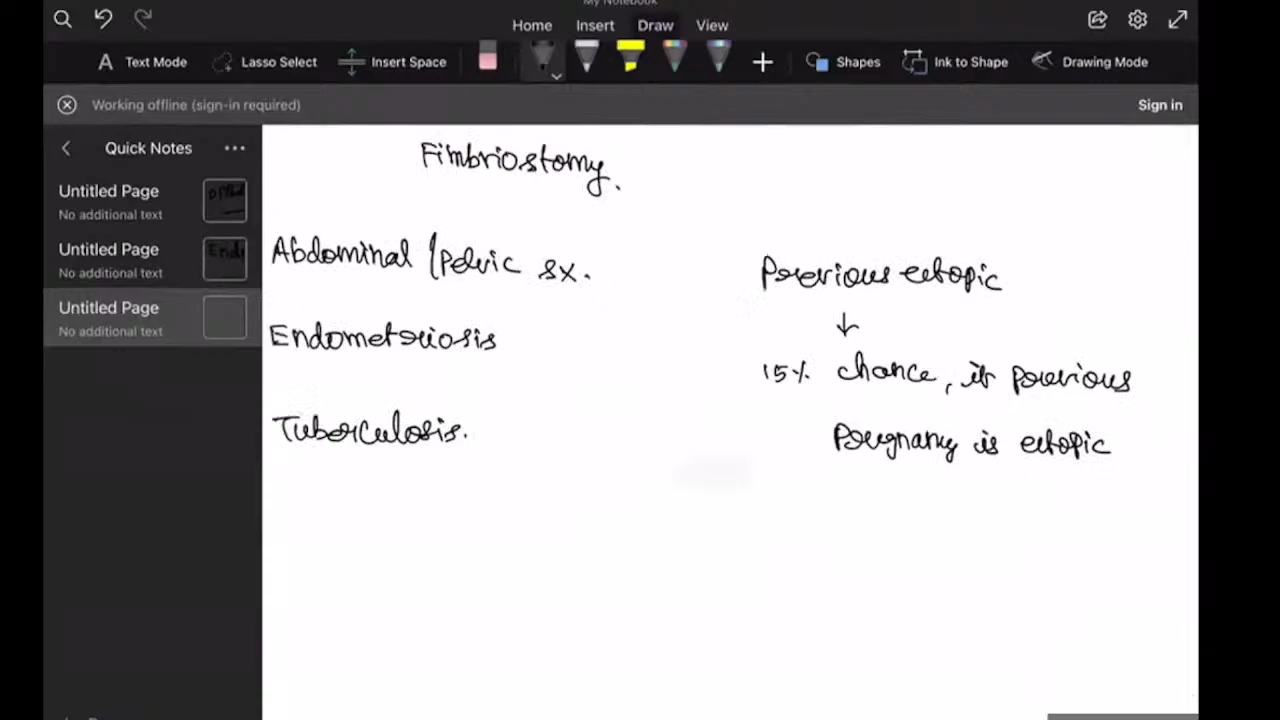 My Notebook
Home Insert Draw View
Text Mode Lasso Select Insert Space Shapes Ink to Shape Drawing Mode
Working offline (sign-in required) Sign in
Quick Notes
Untitled Page
No additional text
Untitled Page
No additional text
Untitled Page
No additional text
Fimbriostomy.
Abdominal (Pelvic sx.
Endometriosis
Tuberculosis.
Previous ectopic
↓
15% chance, if previous
Pregnancy is ectopic